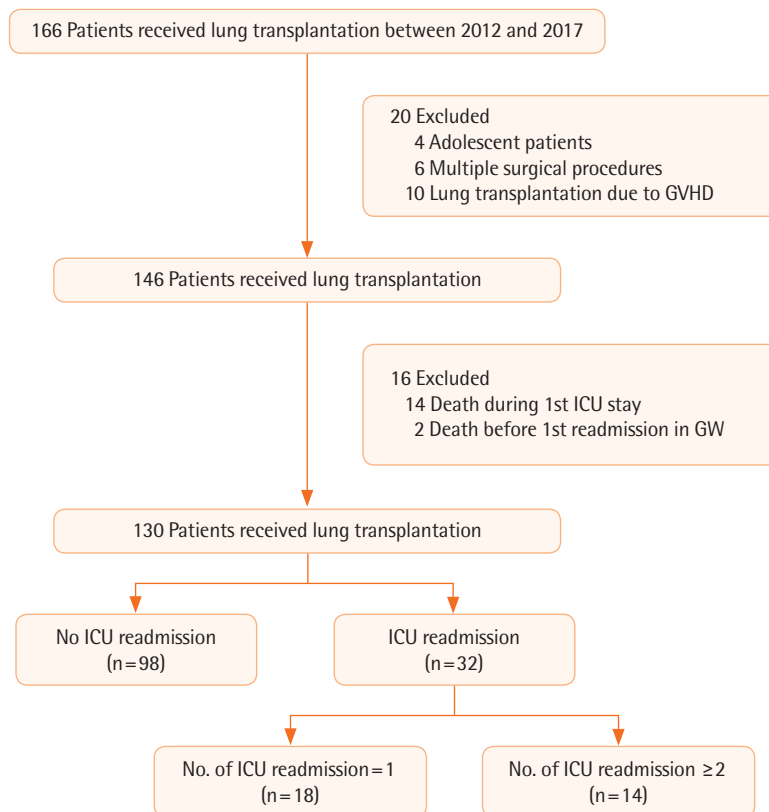 166 Patients received lung transplantation between 2012 and 2017
20 Excluded
4 Adolescent patients
6 Multiple surgical procedures
10 Lung transplantation due to GVHD
146 Patients received lung transplantation
16 Excluded
14 Death during 1st ICU stay
2 Death before 1st readmission in GW
130 Patients received lung transplantation
No ICU readmission
(n=98)
ICU readmission
(n=32)
No. of ICU readmission=1
(n=18)
No. of ICU readmission ≥2
(n=14)